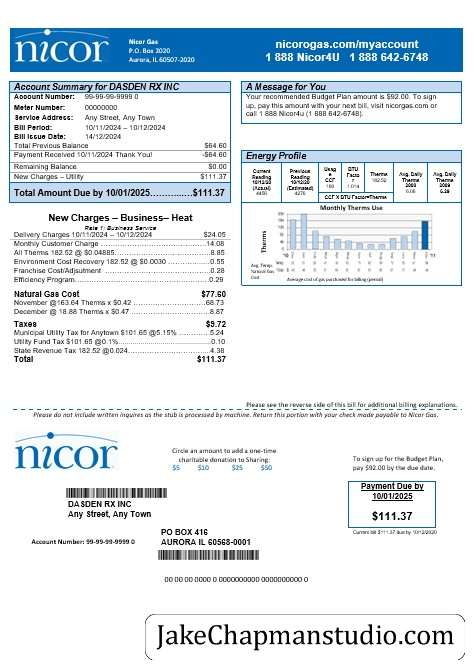 nicor
Nicor Gas
P.O. Box 2020
Aurora, IL 60507-2020
nicorogas.com/myaccount
1 888 Nicor4U 1 888 642-6748
Account Summary for DASDEN RX INC
Account Number: 99-99-99-9999 0
Meter Number: 00000000
Service Address: Any Street, Any Town
Bill Period: 10/11/2024 – 10/12/2024
Bill Issue Date: 14/12/2024
Total Previous Balance $64.60
Payment Received 10/11/2024 Thank You! -$64.60
Remaining Balance $0.00
New Charges – Utility $111.37
Total Amount Due by 10/01/2025............$111.37
A Message for You
Your recommended Budget Plan amount is $92.00. To sign
up, pay this amount with your next bill, visit nicorgas.com or
call 1 888 Nicor4u (1 888 642-6748).
Energy Profile
Current Reading 10/12/20 (Actual) 4456
Previous Reading 10/12/20 (Estimated) 4276
Usage CCF 180
BTU Factor 1.014
Therms 182.52
Avg. Daily Therms
Avg. Daily Therms 2009
CCF X BTU Factor=Therms
Monthly Therms Use
Therms
Avg. Temp.
Natural Gas Cost
Average cost of gas purchased for billing (period)
New Charges – Business– Heat
Rate 1: Business Service
Delivery Charges 10/11/2024 – 10/12/2024 $24.05
Monthly Customer Charge 14.08
All Therms 182.52 @ $0.04885 8.85
Environment Cost Recovery 182.52 @ $0.0030 0.55
Franchise Cost/Adjustment 0.28
Efficiency Program 0.29
Natural Gas Cost $77.60
November @163.64 Therms x $0.42 68.73
December @ 18.88 Therms x $0.47 8.87
Taxes $9.72
Municipal Utility Tax for Anytown $101.65 @5.15% 5.24
Utility Fund Tax $101.65 @0.1% 0.10
State Revenue Tax 182.52 @0.024 4.38
Total $111.37
Please see the reverse side of this bill for additional billing explanations.
Please do not include written inquires as the stub is processed by machine. Return this portion with your check made payable to Nicor Gas.
nicor
Circle an amount to add a one-time
charitable donation to Sharing:
$5 $10 $25 $50
To sign up for the Budget Plan,
pay $92.00 by the due date.
DASDEN RX INC
Any Street, Any Town
Payment Due by
10/01/2025
$111.37
Current bill $111.37 due by 10/12/2020
PO BOX 416
AURORA IL 60568-0001
Account Number: 99-99-99-9999 0
00 00 00 0000 0 0000000000 0000000000 0
JakeChapmanstudio.com